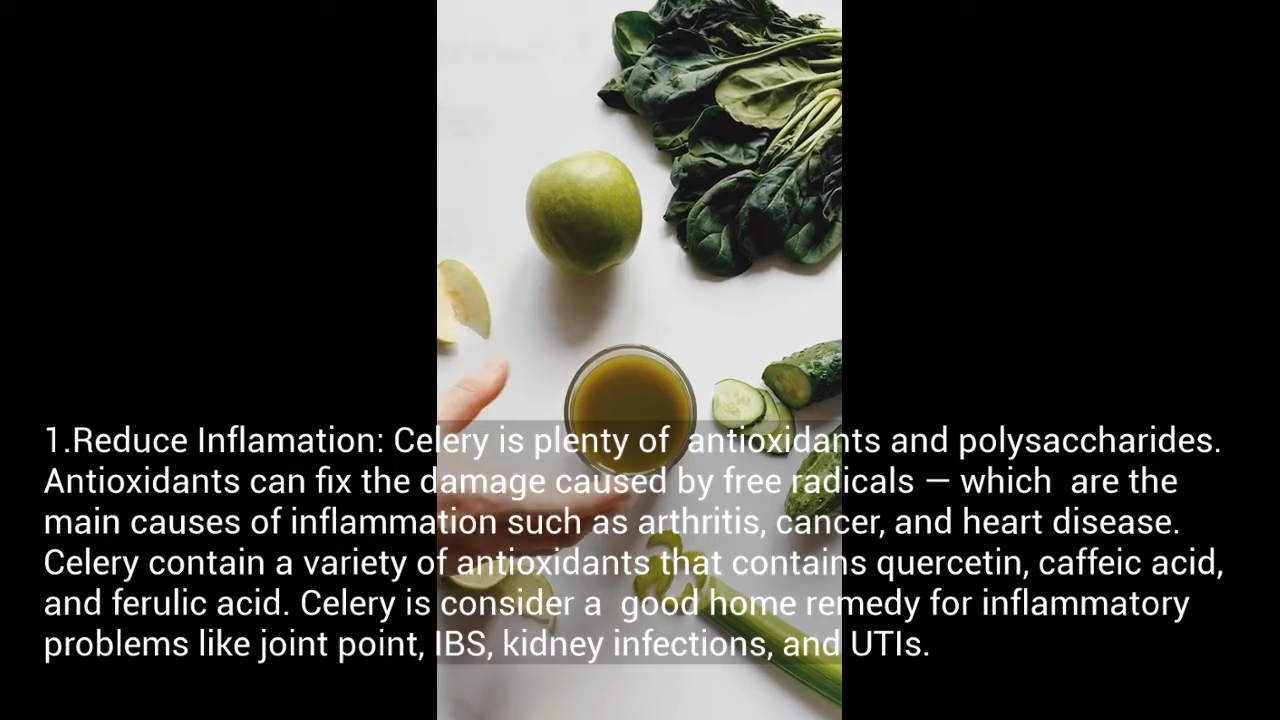 1.Reduce Inflamation: Celery is plenty of  antioxidants and polysaccharides.
Antioxidants can fix the damage caused by free radicals — which  are the
main causes of inflammation such as arthritis, cancer, and heart disease.
Celery contain a variety of antioxidants that contains quercetin, caffeic acid,
and ferulic acid. Celery is consider a  good home remedy for inflammatory
problems like joint point, IBS, kidney infections, and UTIs.